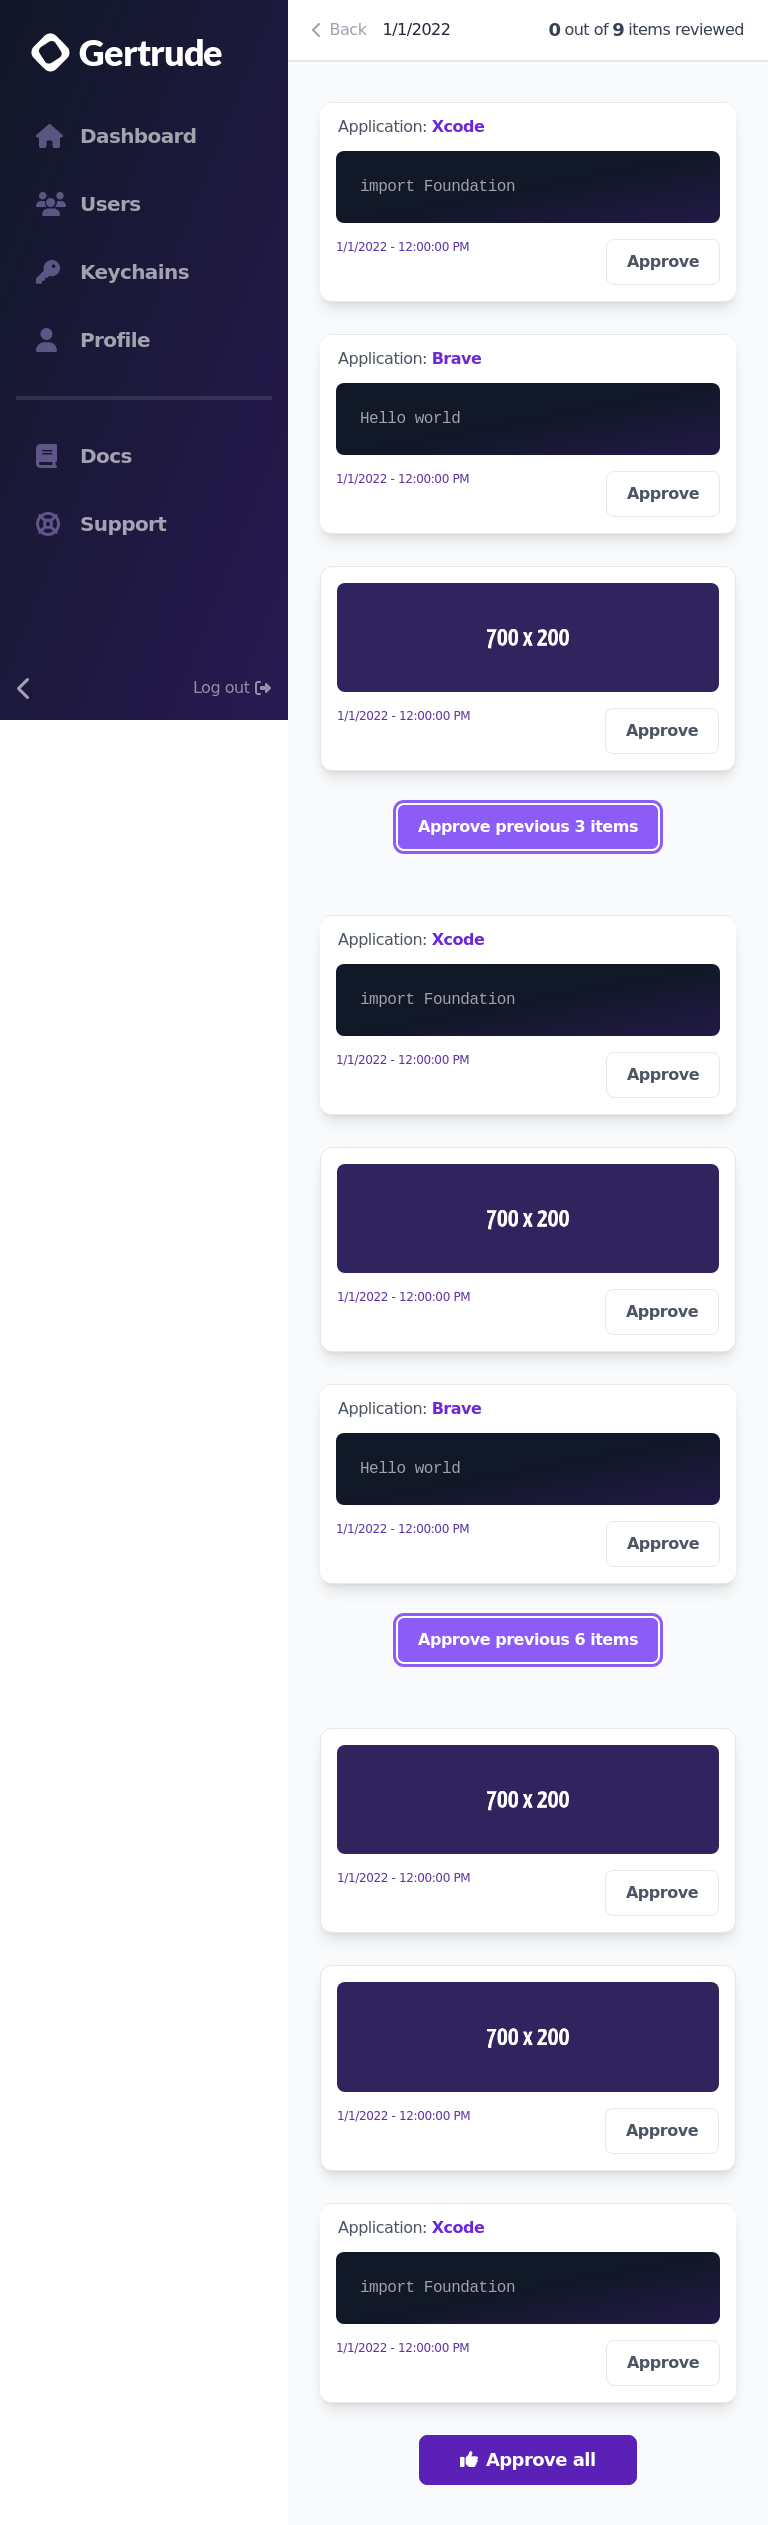 Gertrude
Dashboard
Users
Keychains
Profile
Docs
Support
Log out
Back 1/1/2022 0 out of 9 items reviewed
Application: Xcode
import Foundation
1/1/2022 - 12:00:00 PM
Approve
Application: Brave
Hello world
1/1/2022 - 12:00:00 PM
Approve
700 x 200
1/1/2022 - 12:00:00 PM
Approve
Approve previous 3 items
Application: Xcode
import Foundation
1/1/2022 - 12:00:00 PM
Approve
700 x 200
1/1/2022 - 12:00:00 PM
Approve
Application: Brave
Hello world
1/1/2022 - 12:00:00 PM
Approve
Approve previous 6 items
700 x 200
1/1/2022 - 12:00:00 PM
Approve
700 x 200
1/1/2022 - 12:00:00 PM
Approve
Application: Xcode
import Foundation
1/1/2022 - 12:00:00 PM
Approve
Approve all